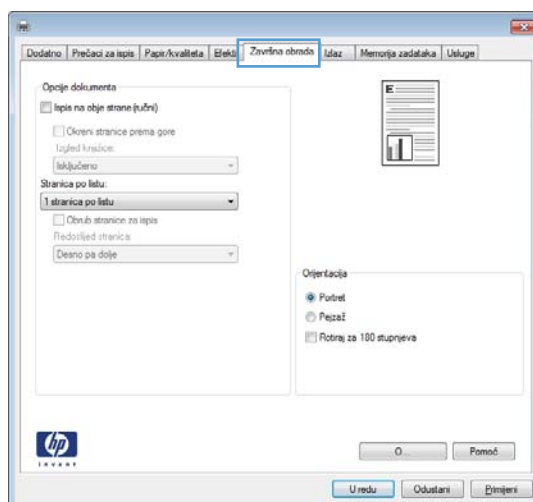 Dodatno Prečaci za ispis Papir/kvaliteta Efekti Završna obrada Izlaz Memorija zadataka Usluge
Opcije dokumenta
Ispis na obje strane (ručni)
Okreni stranice prema gore
Izgled knjižice:
Isključeno
Stranica po listu:
1 stranica po listu
Obrub stranice za ispis
Redoslijed stranica:
Desno pa dolje
E
Orijentacija
Portret
Pejzaž
Rotiraj za 180 stupnjeva
hp
invent
O... Pomoć
U redu Odustani Primijeni